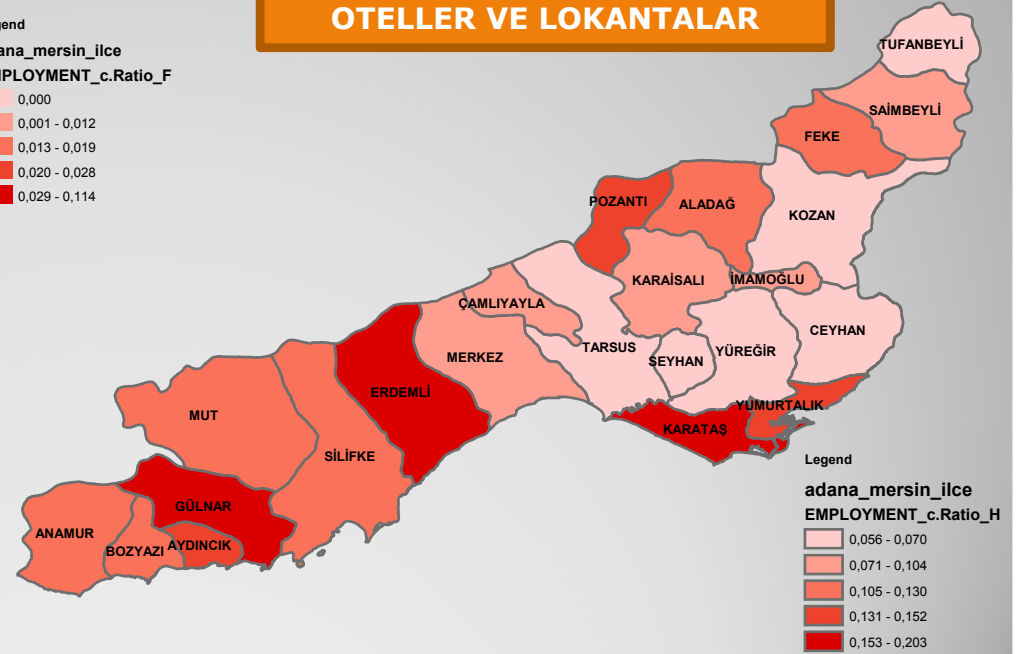 OTELLER VE LOKANTALAR
gend
ana_mersin_ilce
MPLOYMENT_c.Ratio_F
0,000
0,001 - 0,012
0,013 - 0,019
0,020 - 0,028
0,029 - 0,114
TUFANBEYLİ
SAİMBEYLİ
FEKE
POZANTI
ALADAĞ
KOZAN
KARAİSALI
İMAMOĞLU
ÇAMLIYAYLA
CEYHAN
MERKEZ
TARSUS
SEYHAN
YÜREĞİR
ERDEMLİ
YUMURTALIK
MUT
KARATAŞ
SİLİFKE
GÜLNAR
ANAMUR
BOZYAZI
AYDINCIK
Legend
adana_mersin_ilce
EMPLOYMENT_c.Ratio_H
0,056 - 0,070
0,071 - 0,104
0,105 - 0,130
0,131 - 0,152
0,153 - 0,203